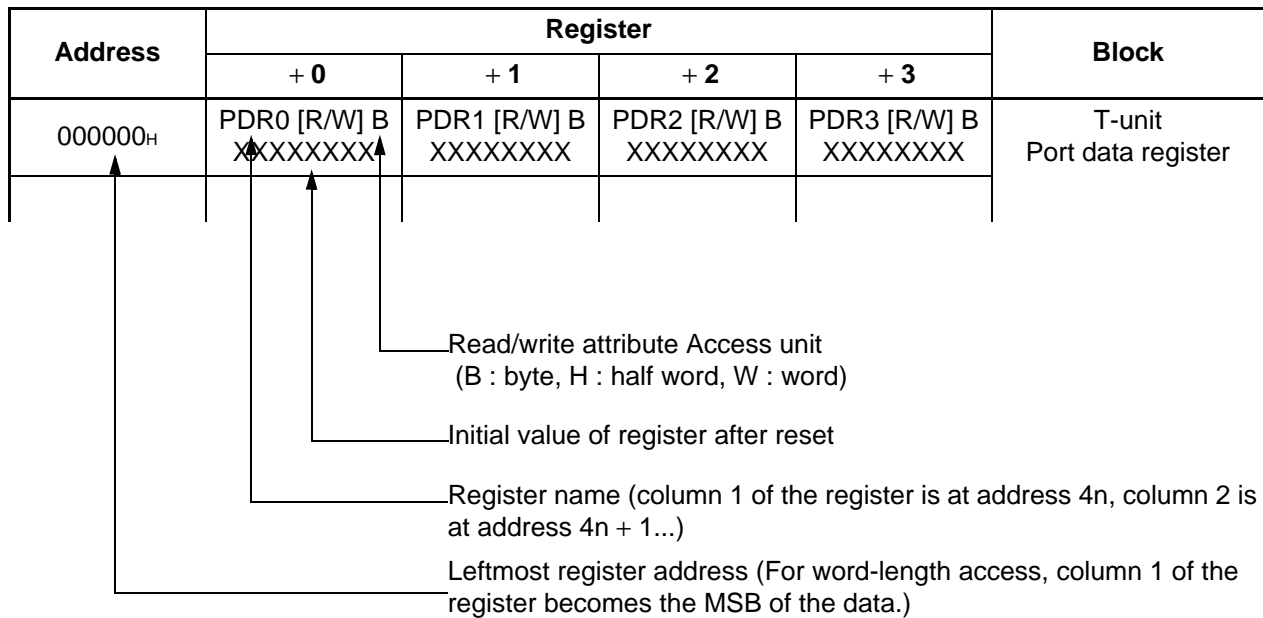 Address Register Block
+ 0 + 1 + 2 + 3
000000H PDR0 [R/W] B PDR1 [R/W] B PDR2 [R/W] B PDR3 [R/W] B T-unit
XXXXXXXX XXXXXXXX XXXXXXXX XXXXXXXX Port data register
Read/write attribute Access unit
(B : byte, H : half word, W : word)
Initial value of register after reset
Register name (column 1 of the register is at address 4n, column 2 is
at address 4n + 1...)
Leftmost register address (For word-length access, column 1 of the
register becomes the MSB of the data.)